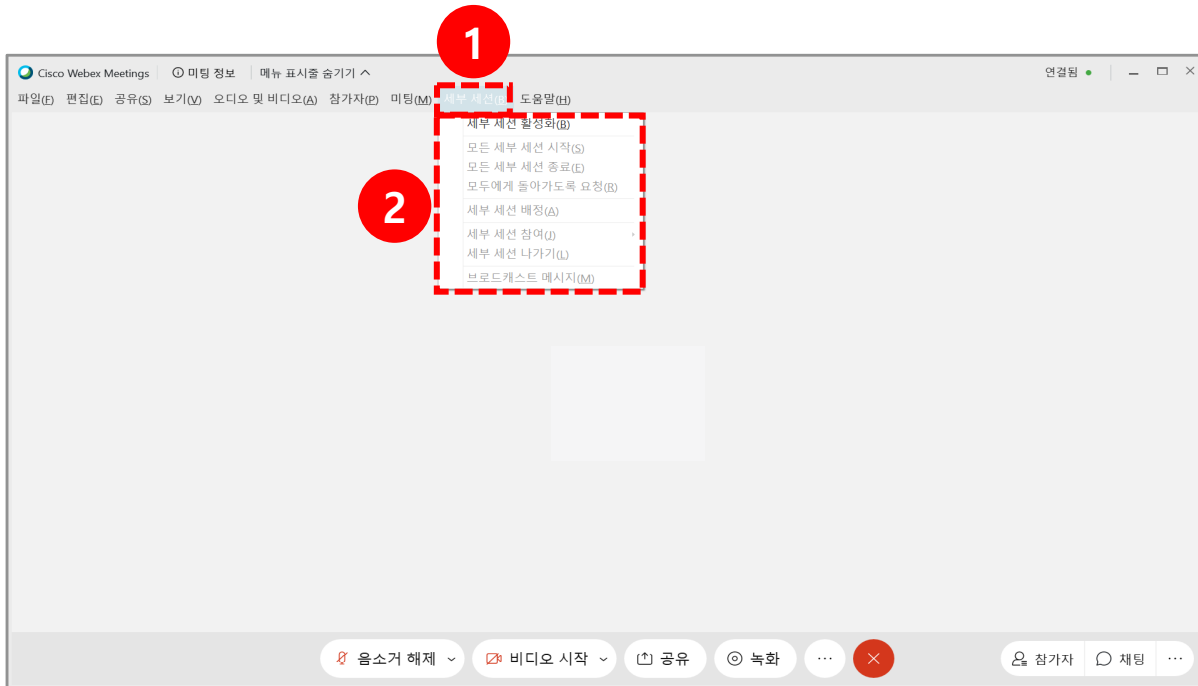 1
Cisco Webex Meetings 미팅 정보 메뉴 표시줄 숨기기 연결됨
파일(F) 편집(E) 공유(S) 보기(V) 오디오 및 비디오(A) 참가자(P) 미팅(M) 세부 세션(B) 도움말(H)
세부 세션 활성화(B)
모든 세부 세션 시작(S)
모든 세부 세션 종료(E)
모두에게 돌아가도록 요청(R)
2
세부 세션 배정(A)
세부 세션 참여(J)
세부 세션 나가기(L)
브로드캐스트 메시지(M)
음소거 해제 비디오 시작 공유 녹화 ... 참가자 채팅 ...